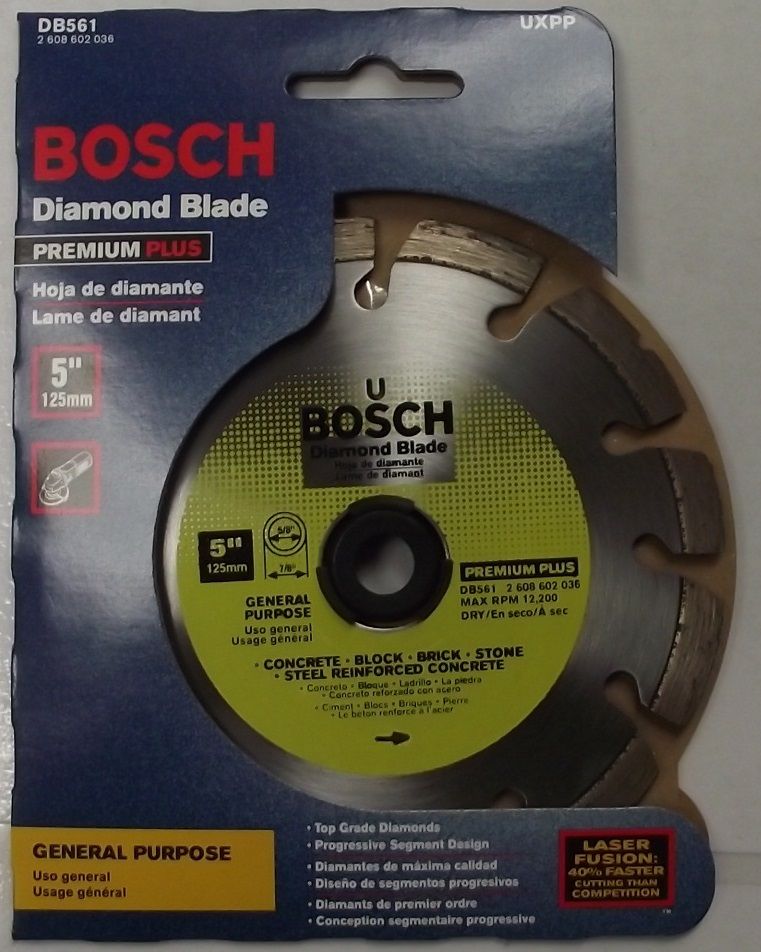 DB561
2 608 602 036
UXPP
BOSCH
Diamond Blade
PREMIUM PLUS
Hoja de diamante
Lame de diamant
5"
125mm
U
BOSCH
Diamond Blade
Hoja de diamante
Lame de diamant
5"
125mm
5/8"
7/8"
GENERAL
PURPOSE
Uso general
Usage général
PREMIUM PLUS
DB561 2 608 602 036
MAX RPM 12,200
DRY/En seco/À sec
• CONCRETE • BLOCK • BRICK • STONE
• STEEL REINFORCED CONCRETE
• Concreto • Bloque • Ladrillo • La piedra
• Concreto reforzado con acero
• Ciment • Blocs • Briques • Pierre
• Le beton renforce à l'acier
GENERAL PURPOSE
Uso general
Usage général
• Top Grade Diamonds
• Progressive Segment Design
• Diamantes de máxima calidad
• Diseño de segmentos progresivos
• Diamants de premier ordre
• Conception segmentaire progressive
LASER
FUSION:
40% FASTER
CUTTING THAN
COMPETITION
™